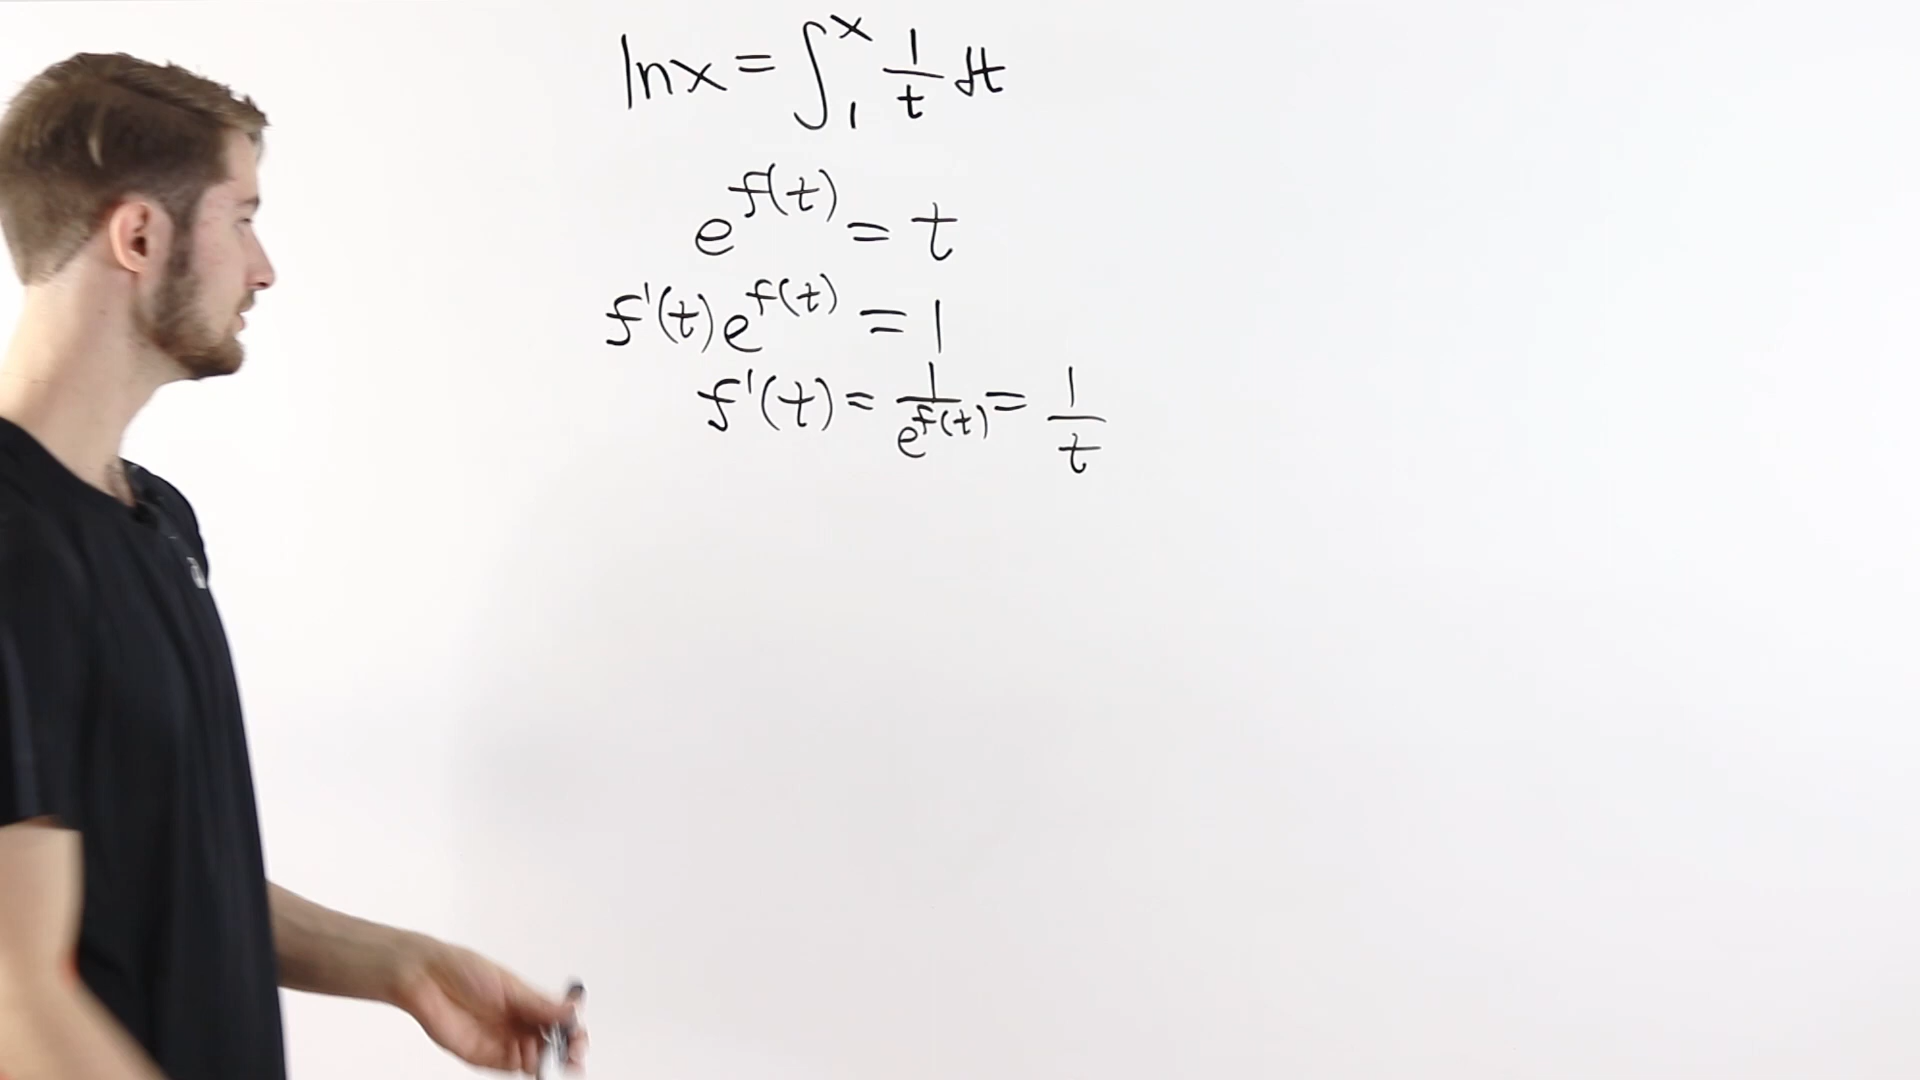 ln x = ∫₁ˣ 1/t dt
e^f(t) = t
f'(t)e^f(t) = 1
f'(t) = 1/e^f(t) = 1/t